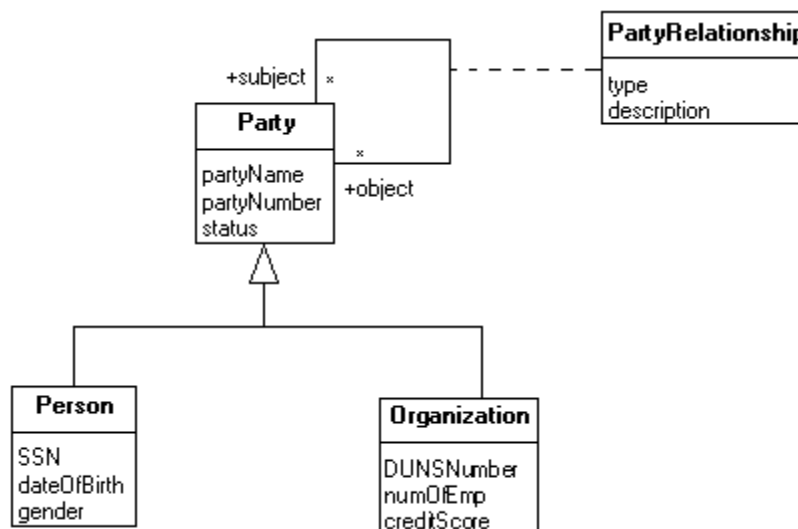 PartyRelationship
type
description
+subject
*
Party
partyName
partyNumber
status
*
+object
Person
SSN
dateOfBirth
gender
Organization
DUNSNumber
numOfEmp
creditScore